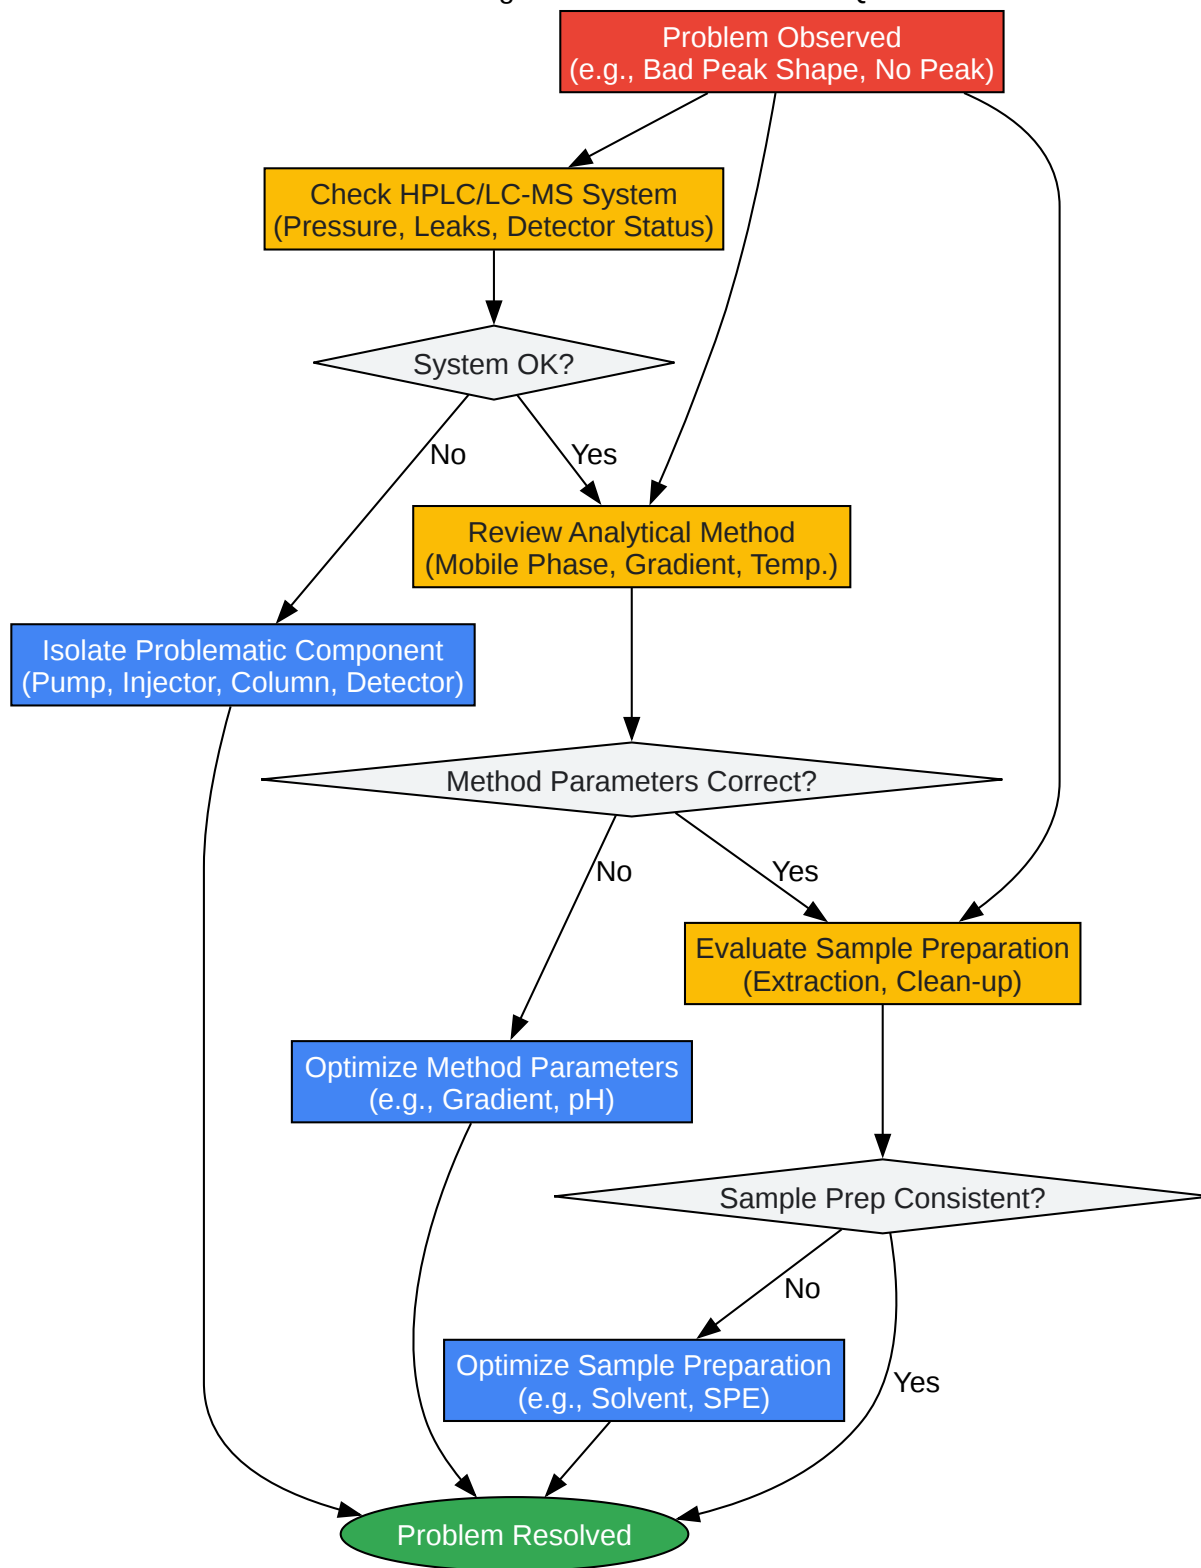 Problem Observed
(e.g., Bad Peak Shape, No Peak)
Check HPLC/LC-MS System
(Pressure, Leaks, Detector Status)
System OK?
No
Yes
Review Analytical Method
(Mobile Phase, Gradient, Temp.)
Isolate Problematic Component
(Pump, Injector, Column, Detector)
Method Parameters Correct?
No
Yes
Evaluate Sample Preparation
(Extraction, Clean-up)
Optimize Method Parameters
(e.g., Gradient, pH)
Sample Prep Consistent?
No
Optimize Sample Preparation
(e.g., Solvent, SPE)
Yes
Problem Resolved